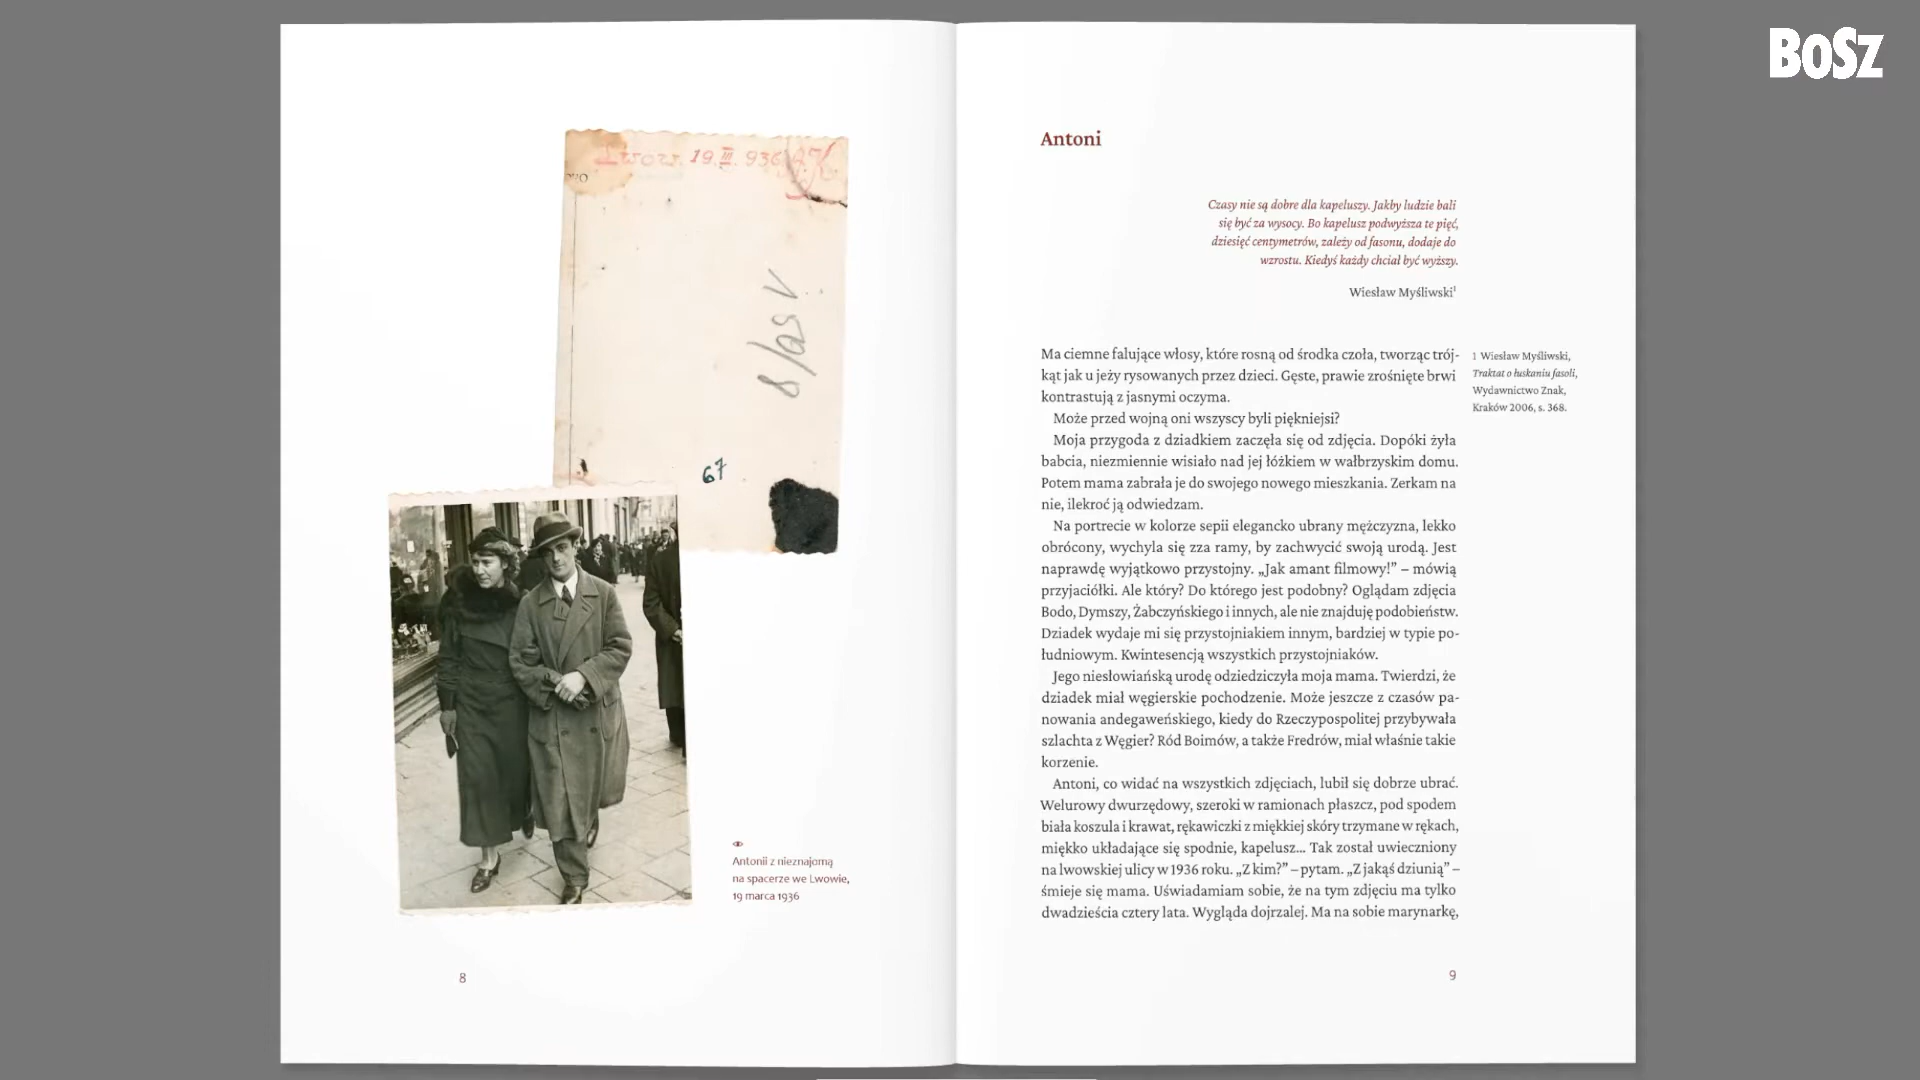 BOSZ
Lwów. 19.III.936
DVO
8/as V
67
Antonii z nieznajomą
na spacerze we Lwowie,
19 marca 1936
8
Antoni
Czasy nie są dobre dla kapeluszy. Jakby ludzie bali
się być za wysocy. Bo kapelusz podwyższa te pięć,
dziesięć centymetrów, zależy od fasonu, dodaje do
wzrostu. Kiedyś każdy chciał być wyższy.
Wiesław Myśliwski¹
Ma ciemne falujące włosy, które rosną od środka czoła, tworząc trój-
kąt jak u jeży rysowanych przez dzieci. Gęste, prawie zrośnięte brwi
kontrastują z jasnymi oczyma.
Może przed wojną oni wszyscy byli piękniejsi?
Moja przygoda z dziadkiem zaczęła się od zdjęcia. Dopóki żyła
babcia, niezmiennie wisiało nad jej łóżkiem w wałbrzyskim domu.
Potem mama zabrała je do swojego nowego mieszkania. Zerkam na
nie, ilekroć ją odwiedzam.
Na portrecie w kolorze sepii elegancko ubrany mężczyzna, lekko
obrócony, wychyla się zza ramy, by zachwycić swoją urodą. Jest
naprawdę wyjątkowo przystojny. „Jak amant filmowy!” – mówią
przyjaciółki. Ale który? Do którego jest podobny? Oglądam zdjęcia
Bodo, Dymszy, Żabczyńskiego i innych, ale nie znajduję podobieństw.
Dziadek wydaje mi się przystojniakiem innym, bardziej w typie po-
łudniowym. Kwintesencją wszystkich przystojniaków.
Jego niesłowiańską urodę odziedziczyła moja mama. Twierdzi, że
dziadek miał węgierskie pochodzenie. Może jeszcze z czasów pa-
nowania andegaweńskiego, kiedy do Rzeczypospolitej przybywała
szlachta z Węgier? Ród Boimów, a także Fredrów, miał właśnie takie
korzenie.
Antoni, co widać na wszystkich zdjęciach, lubił się dobrze ubrać.
Welurowy dwurzędowy, szeroki w ramionach płaszcz, pod spodem
biała koszula i krawat, rękawiczki z miękkiej skóry trzymane w rękach,
miękko układające się spodnie, kapelusz... Tak został uwieczniony
na lwowskiej ulicy w 1936 roku. „Z kim?” – pytam. „Z jakąś dziunią” –
śmieje się mama. Uświadamiam sobie, że na tym zdjęciu ma tylko
dwadzieścia cztery lata. Wygląda dojrzalej. Ma na sobie marynarkę,
1 Wiesław Myśliwski,
Traktat o łuskaniu fasoli,
Wydawnictwo Znak,
Kraków 2006, s. 368.
9